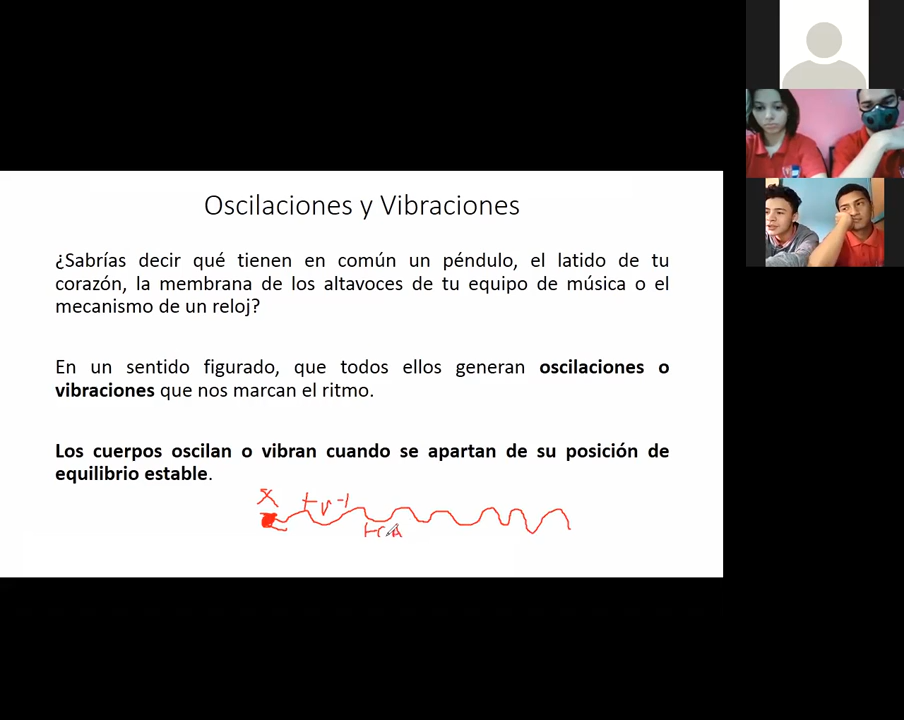 Oscilaciones y Vibraciones
¿Sabrías decir qué tienen en común un péndulo, el latido de tu
corazón, la membrana de los altavoces de tu equipo de música o el
mecanismo de un reloj?
En un sentido figurado, que todos ellos generan oscilaciones o
vibraciones que nos marcan el ritmo.
Los cuerpos oscilan o vibran cuando se apartan de su posición de
equilibrio estable.
X